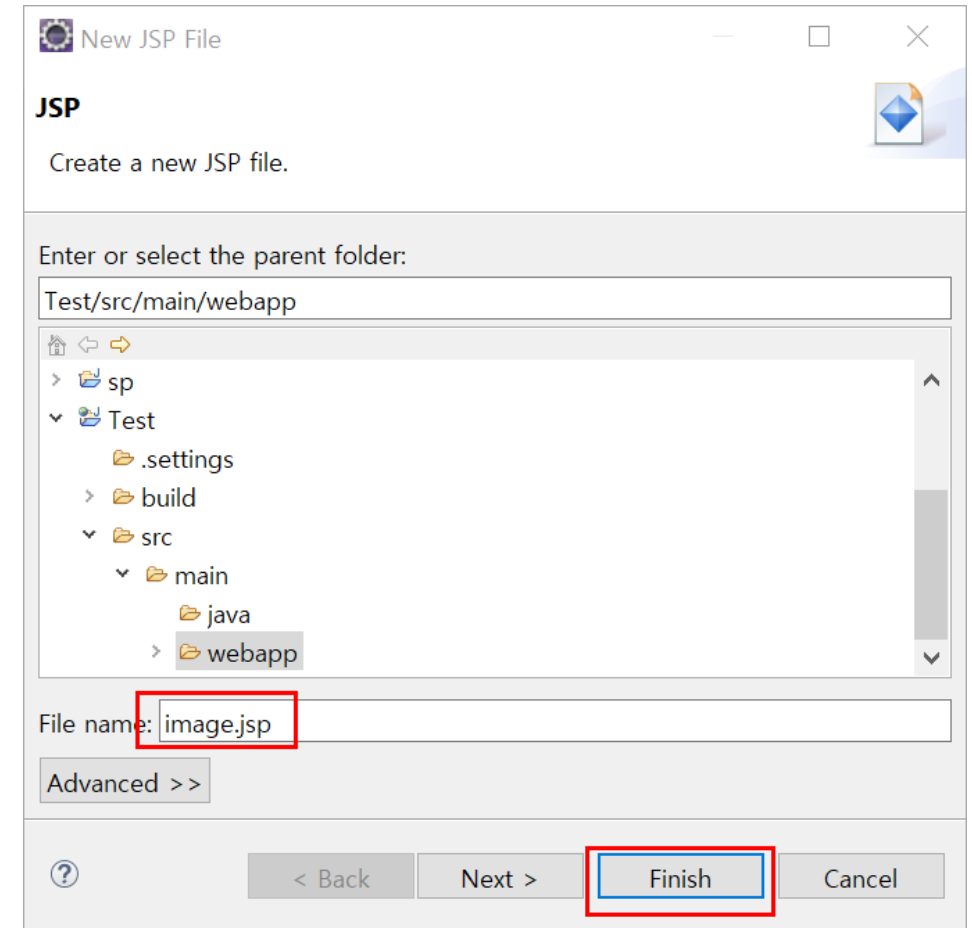 New JSP File
JSP
Create a new JSP file.
Enter or select the parent folder:
Test/src/main/webapp
sp
Test
.settings
build
src
main
java
webapp
File name: image.jsp
Advanced >>
? < Back Next > Finish Cancel